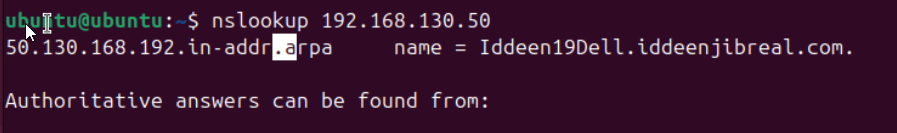 ubuntu@ubuntu:~$ nslookup 192.168.130.50
50.130.168.192.in-addr.arpa     name = Iddeen19Dell.iddeenjibreal.com.
Authoritative answers can be found from: